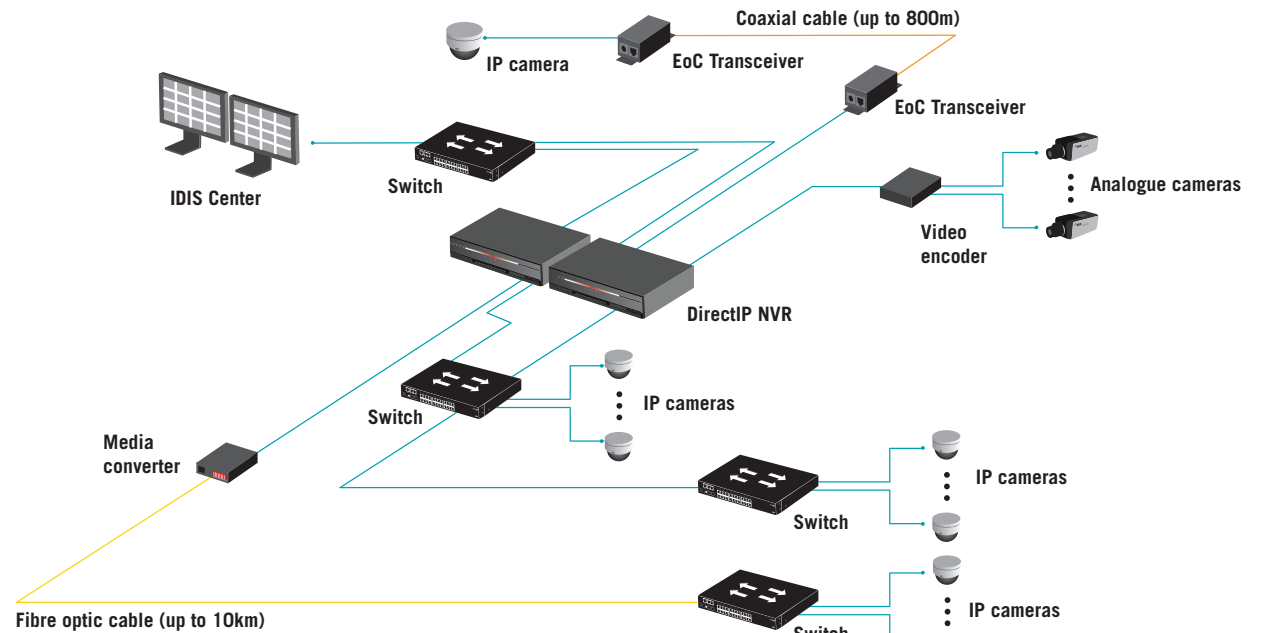 Coaxial cable (up to 800m)
IP camera
EoC Transceiver
EoC Transceiver
IDIS Center
Switch
Analogue cameras
Video
encoder
DirectIP NVR
Switch
IP cameras
Media
converter
IP cameras
Switch
IP cameras
Fibre optic cable (up to 10km)
Switch